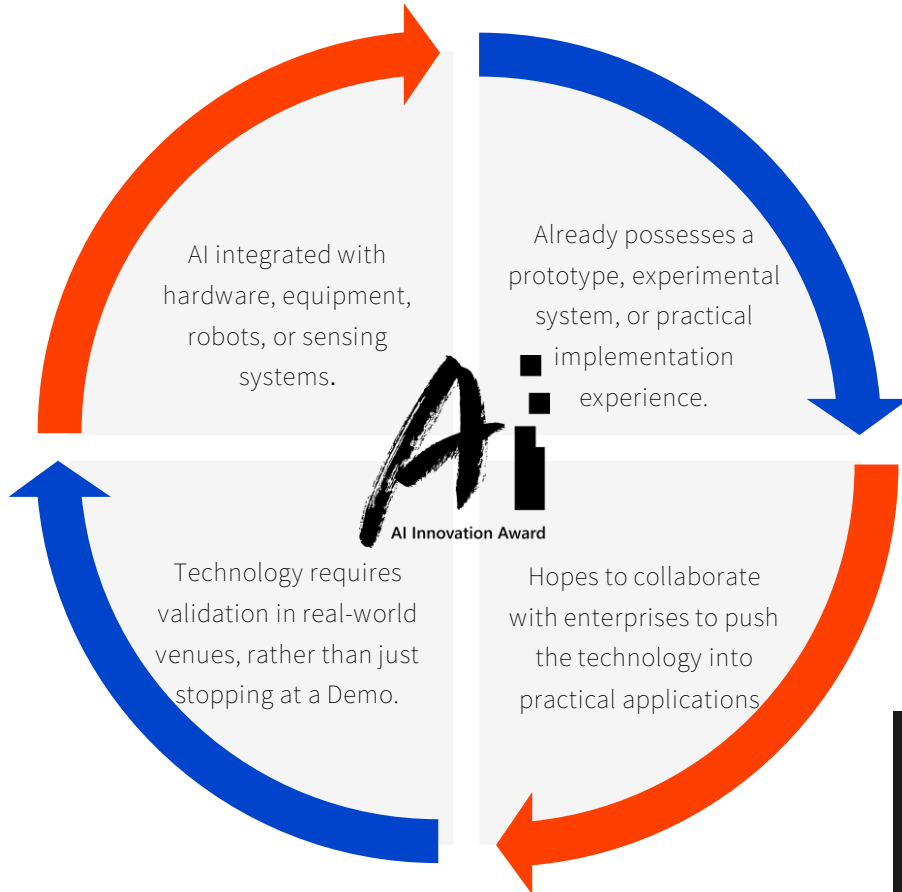 AI integrated with
hardware, equipment,
robots, or sensing
systems.
Already possesses a
prototype, experimental
system, or practical
implementation
experience.
Ai
AI Innovation Award
Technology requires
validation in real-world
venues, rather than just
stopping at a Demo.
Hopes to collaborate
with enterprises to push
the technology into
practical applications.